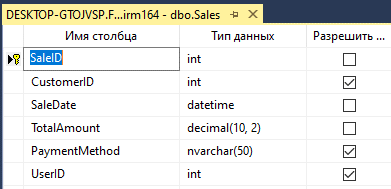 DESKTOP-GTOJVSP.F...irm164 - dbo.Sales
Имя столбца Тип данных Разрешить ...
SaleID int
CustomerID int
SaleDate datetime
TotalAmount decimal(10, 2)
PaymentMethod nvarchar(50)
UserID int